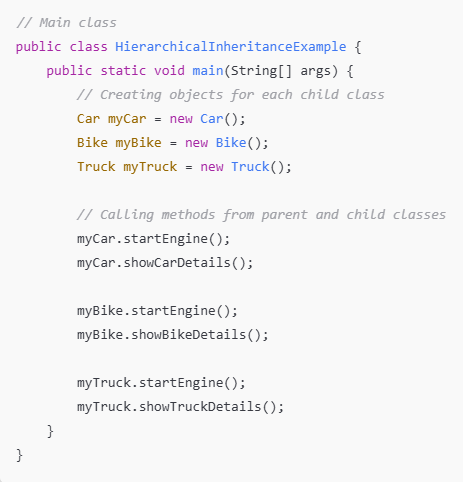 // Main class
public class HierarchicalInheritanceExample {
    public static void main(String[] args) {
        // Creating objects for each child class
        Car myCar = new Car();
        Bike myBike = new Bike();
        Truck myTruck = new Truck();

        // Calling methods from parent and child classes
        myCar.startEngine();
        myCar.showCarDetails();

        myBike.startEngine();
        myBike.showBikeDetails();

        myTruck.startEngine();
        myTruck.showTruckDetails();
    }
}